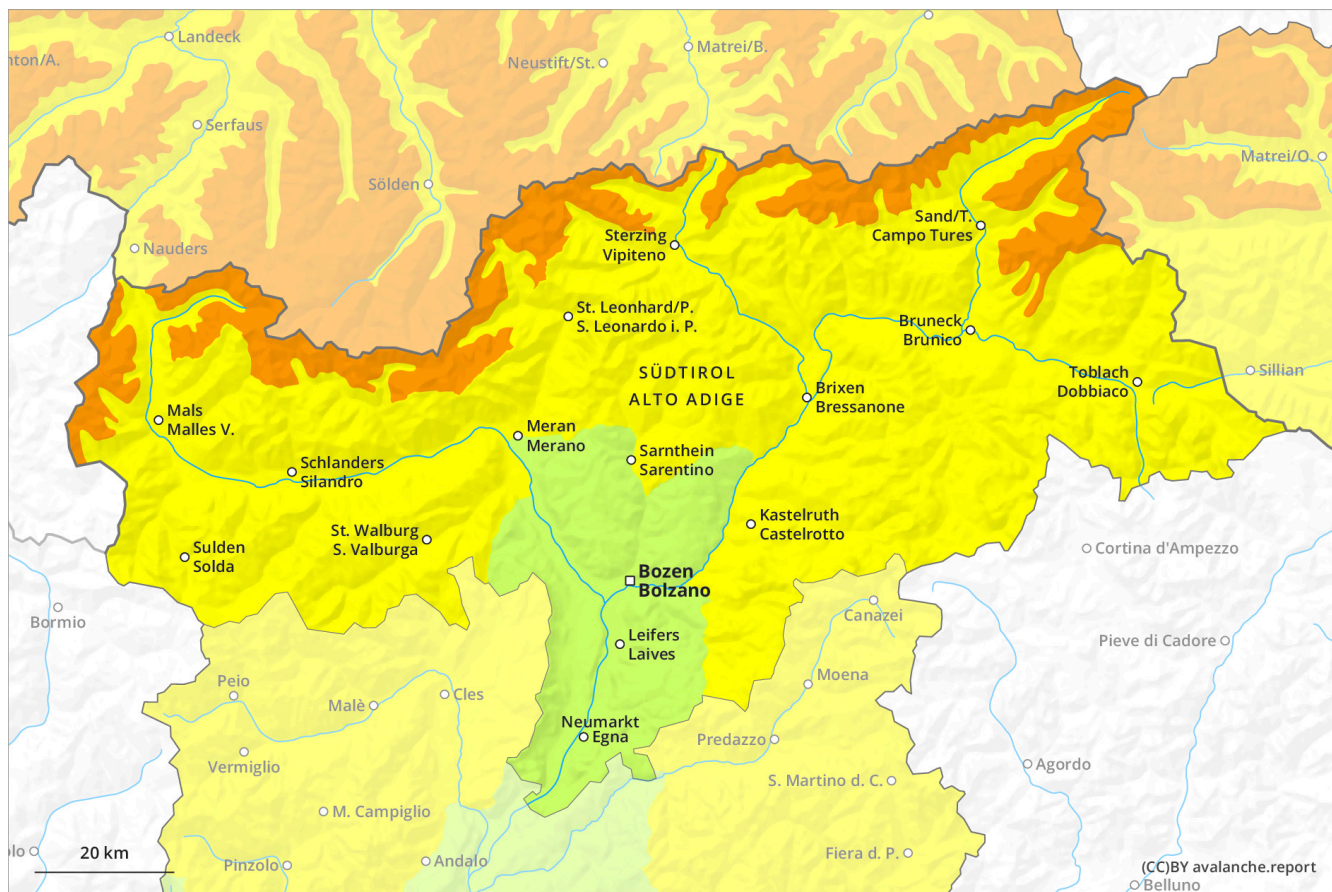 Landeck
nton/A.
Matrei/B.
Neustift/St.
Serfaus
Matrei/O.
Sölden
Sand/T.
Campo Tures
Sterzing
Vipiteno
Nauders
St. Leonhard/P.
S. Leonardo i. P.
Bruneck
Brunico
SÜDTIROL
ALTO ADIGE
Toblach
Dobbiaco
Sillian
Brixen
Bressanone
Mals
Malles V.
Meran
Merano
Sarnthein
Sarentino
Schlanders
Silandro
Kastelruth
Castelrotto
St. Walburg
S. Valburga
Sulden
Solda
Cortina d'Ampezzo
Bozen
Bolzano
Bormio
Canazei
Leifers
Laives
Pieve di Cadore
Moena
Peio
Cles
Malè
Neumarkt
Egna
Predazzo
Vermiglio
Agordo
S. Martino d. C.
M. Campiglio
olo
20 km
Pinzolo
Andalo
Fiera d. P.
(CC)BY avalanche.report
Belluno